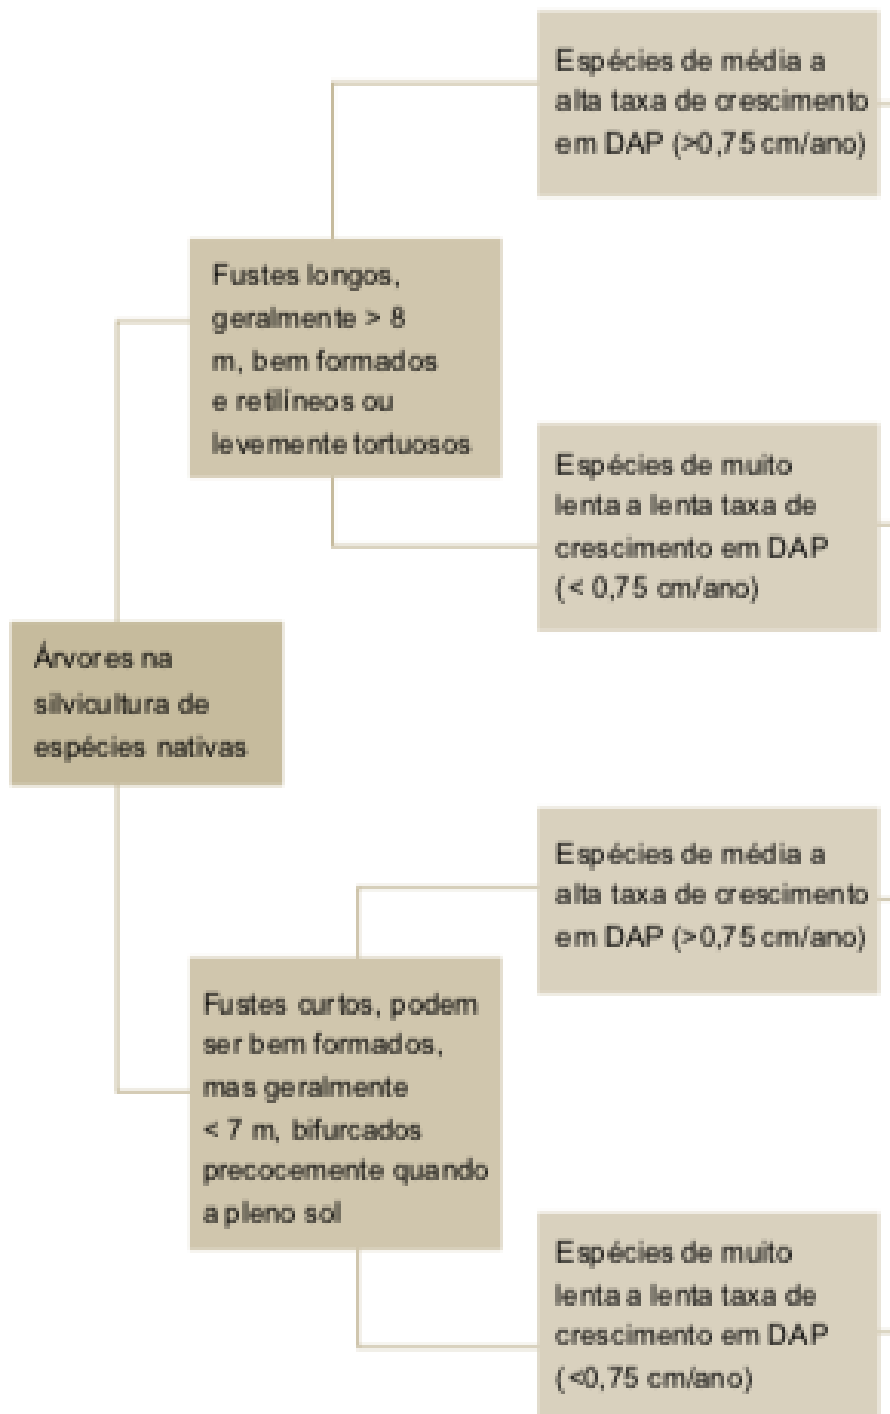 Espécies de média a
alta taxa de crescimento
em DAP (>0,75 cm/ano)
Fustes longos,
geralmente > 8
m, bem formados
e retilíneos ou
levemente tortuosos
Espécies de muito
lenta a lenta taxa de
crescimento em DAP
(< 0,75 cm/ano)
Árvores na
silvicultura de
espécies nativas
Espécies de média a
alta taxa de crescimento
em DAP (>0,75 cm/ano)
Fustes curtos, podem
ser bem formados,
mas geralmente
< 7 m, bifurcados
precocemente quando
a pleno sol
Espécies de muito
lenta a lenta taxa de
crescimento em DAP
(<0,75 cm/ano)